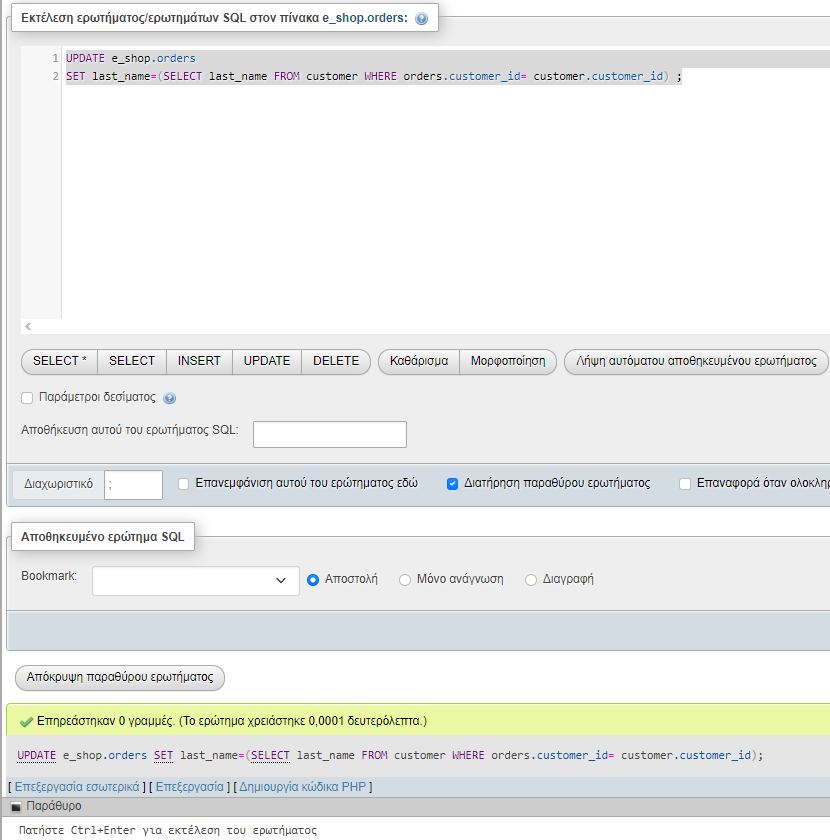 Εκτέλεση ερωτήματος/ερωτημάτων SQL στον πίνακα e_shop.orders:
1 UPDATE e_shop.orders
2 SET last_name=(SELECT last_name FROM customer WHERE orders.customer_id= customer.customer_id) ;
SELECT * SELECT INSERT UPDATE DELETE Καθάρισμα Μορφοποίηση Λήψη αυτόματου αποθηκευμένου ερωτήματος
Παράμετροι δεσίματος
Αποθήκευση αυτού του ερωτήματος SQL:
Διαχωριστικό ; Επανεμφάνιση αυτού του ερώτηματος εδώ Διατήρηση παραθύρου ερωτήματος Επαναφορά όταν ολοκληρ
Αποθηκευμένο ερώτημα SQL
Bookmark: Αποστολή Μόνο ανάγνωση Διαγραφή
Απόκρυψη παραθύρου ερωτήματος
Επηρεάστηκαν 0 γραμμές. (Το ερώτημα χρειάστηκε 0,0001 δευτερόλεπτα.)
UPDATE e_shop.orders SET last_name=(SELECT last_name FROM customer WHERE orders.customer_id= customer.customer_id);
[ Επεξεργασία εσωτερικά ] [ Επεξεργασία ] [ Δημιουργία κώδικα PHP ]
Παράθυρο
Πατήστε Ctrl+Enter για εκτέλεση του ερωτήματος